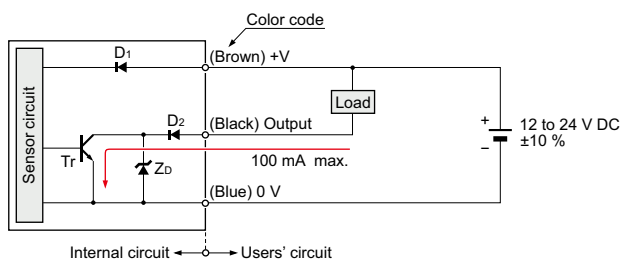 Color code
D1
(Brown) +V
Load
Sensor circuit
D2
(Black) Output
+
12 to 24 V DC
−
±10 %
Tr
ZD
100 mA max.
(Blue) 0 V
Internal circuit
Users' circuit